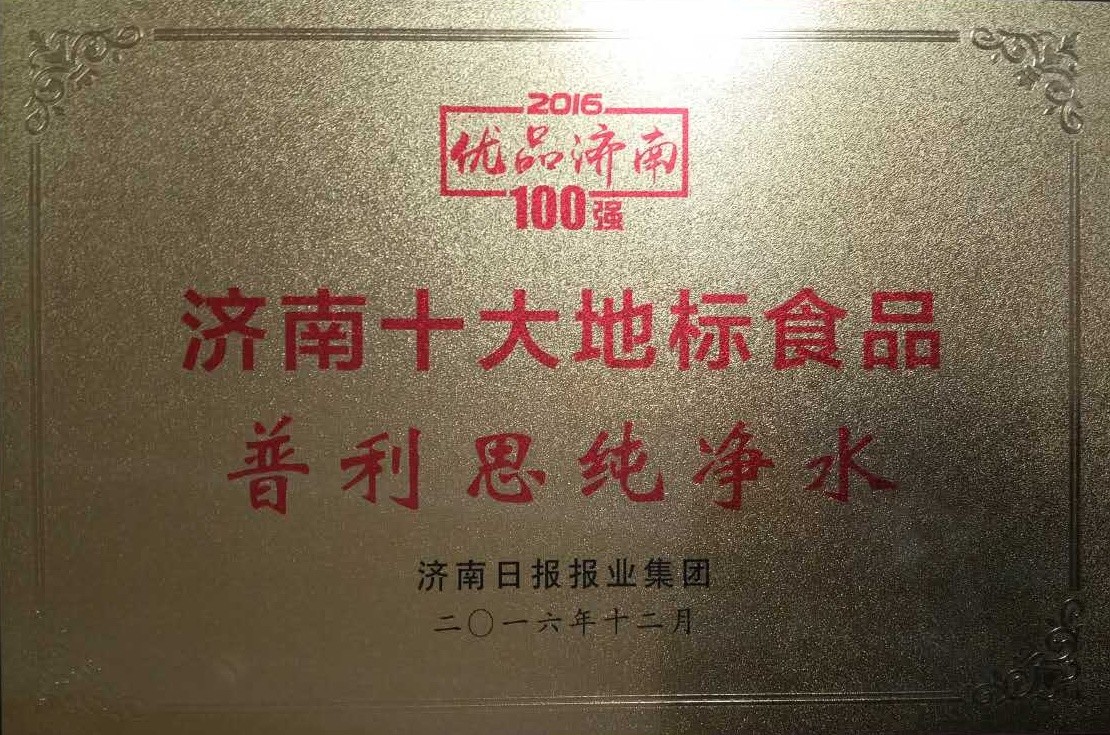 2016
优品济南
100强
济南十大地标食品
普利思纯净水
济南日报报业集团
二〇一六年十二月